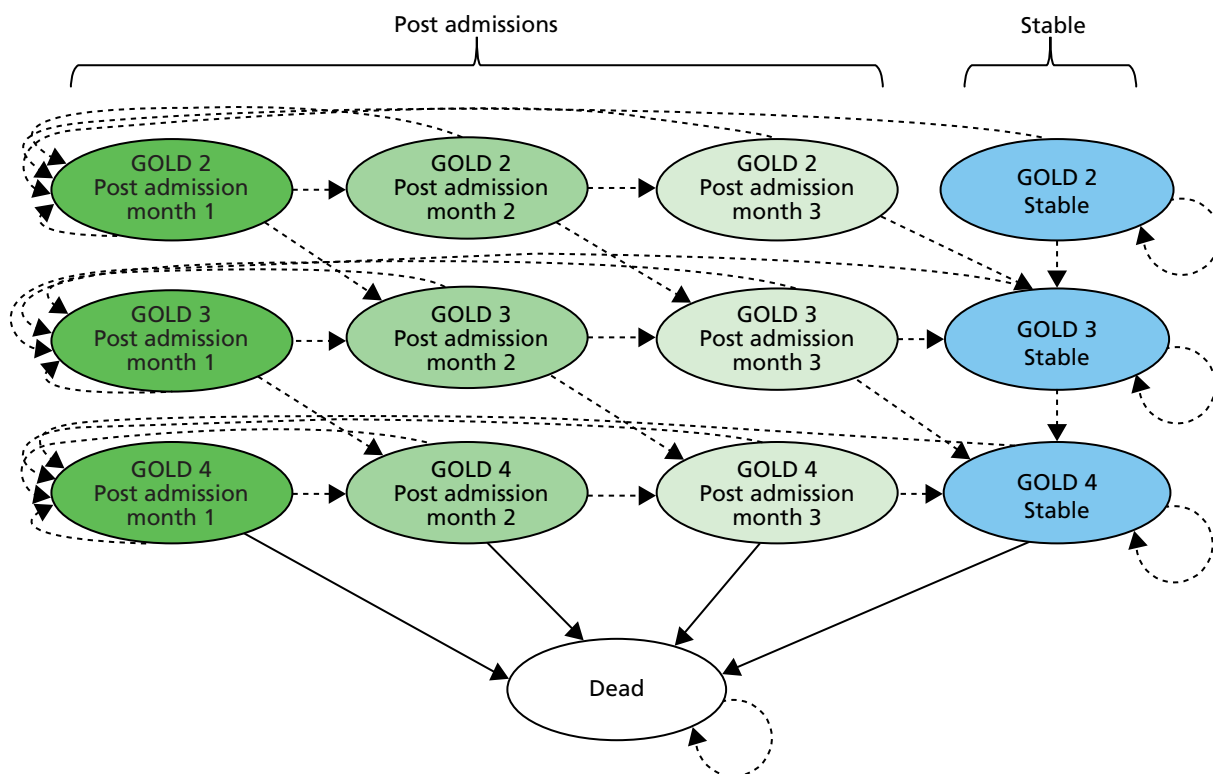 Post admissions
Stable
GOLD 2
Post admission
month 1
GOLD 2
Post admission
month 2
GOLD 2
Post admission
month 3
GOLD 2
Stable
GOLD 3
Post admission
month 1
GOLD 3
Post admission
month 2
GOLD 3
Post admission
month 3
GOLD 3
Stable
GOLD 4
Post admission
month 1
GOLD 4
Post admission
month 2
GOLD 4
Post admission
month 3
GOLD 4
Stable
Dead